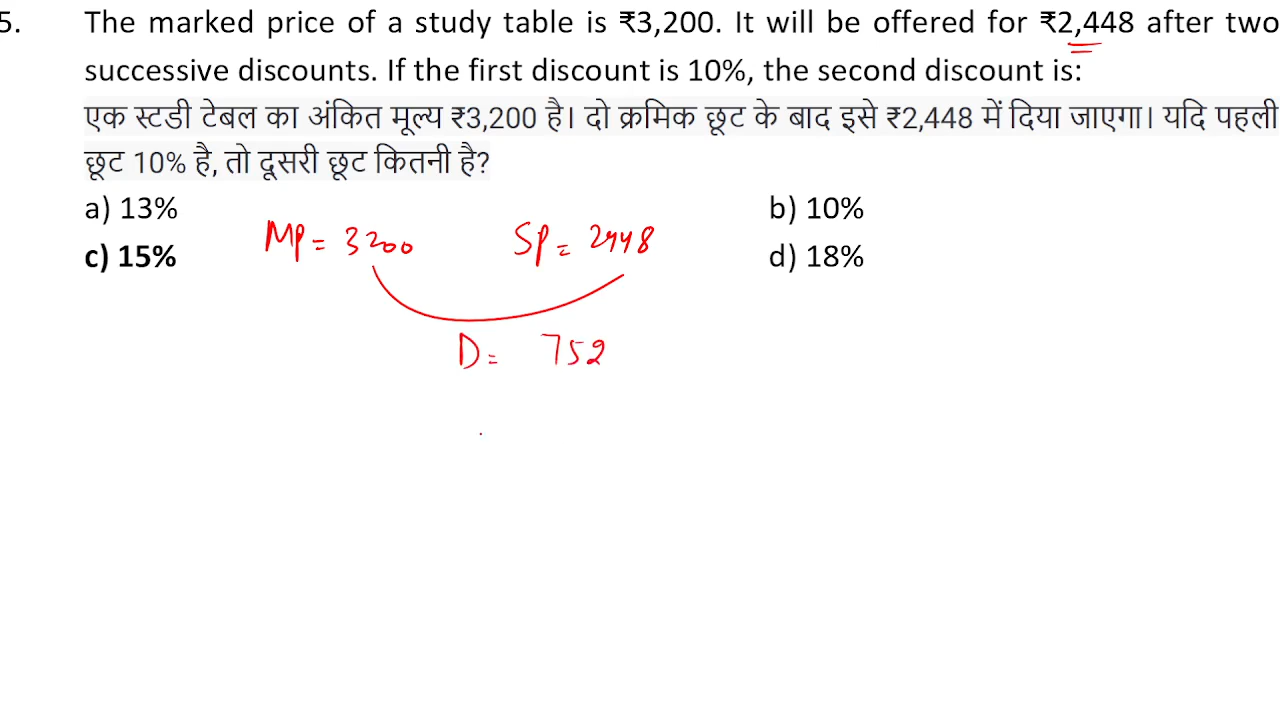 5. The marked price of a study table is ₹3,200. It will be offered for ₹2,448 after two
successive discounts. If the first discount is 10%, the second discount is:
एक स्टडी टेबल का अंकित मूल्य ₹3,200 है। दो क्रमिक छूट के बाद इसे ₹2,448 में दिया जाएगा। यदि पहली
छूट 10% है, तो दूसरी छूट कितनी है?
a) 13% b) 10%
MP = 3200 SP = 2448
c) 15% d) 18%
D = 752